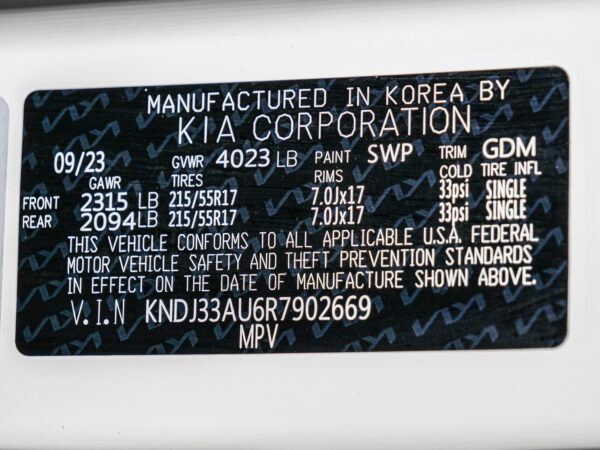 MANUFACTURED IN KOREA BY
KIA CORPORATION
09/23 GVWR 4023 LB PAINT SWP TRIM GDM
GAWR TIRES RIMS COLD TIRE INFL
FRONT 2315 LB 215/55R17 7.0Jx17 33psi SINGLE
REAR 2094 LB 215/55R17 7.0Jx17 33psi SINGLE
THIS VEHICLE CONFORMS TO ALL APPLICABLE U.S.A. FEDERAL
MOTOR VEHICLE SAFETY AND THEFT PREVENTION STANDARDS
IN EFFECT ON THE DATE OF MANUFACTURE SHOWN ABOVE.
V.I.N KNDJ33AU6R7902669
MPV